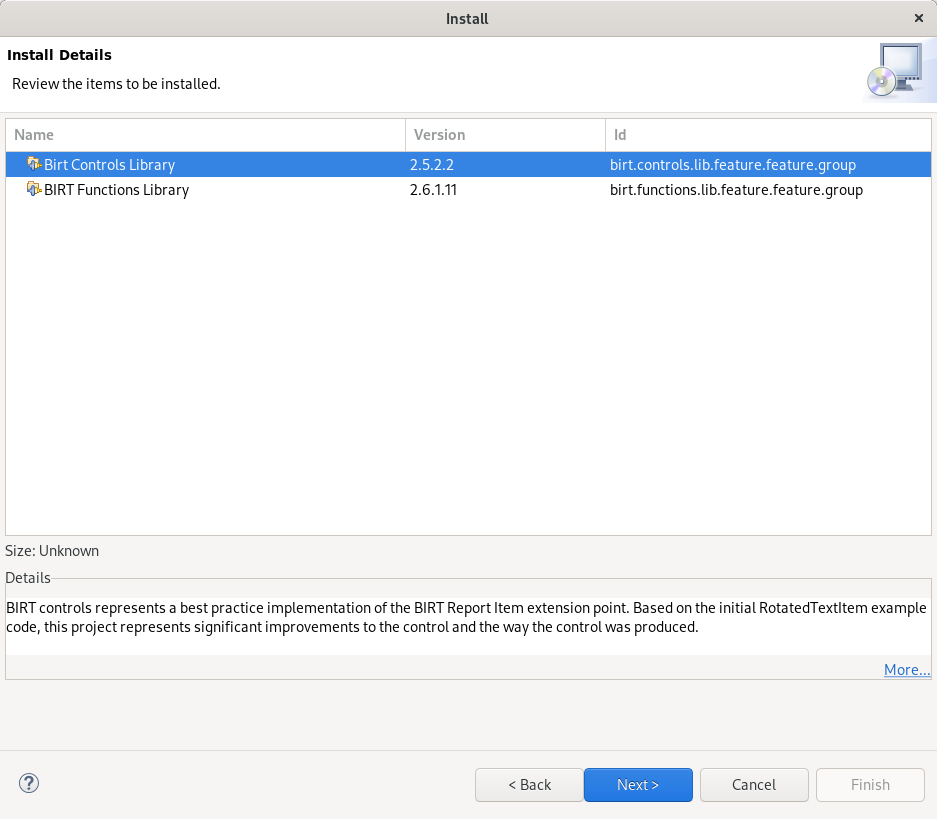 Install
Install Details
Review the items to be installed.
Name Version Id
Birt Controls Library 2.5.2.2 birt.controls.lib.feature.feature.group
BIRT Functions Library 2.6.1.11 birt.functions.lib.feature.feature.group
Size: Unknown
Details
BIRT controls represents a best practice implementation of the BIRT Report Item extension point. Based on the initial RotatedTextItem example
code, this project represents significant improvements to the control and the way the control was produced.
More...
< Back Next > Cancel Finish